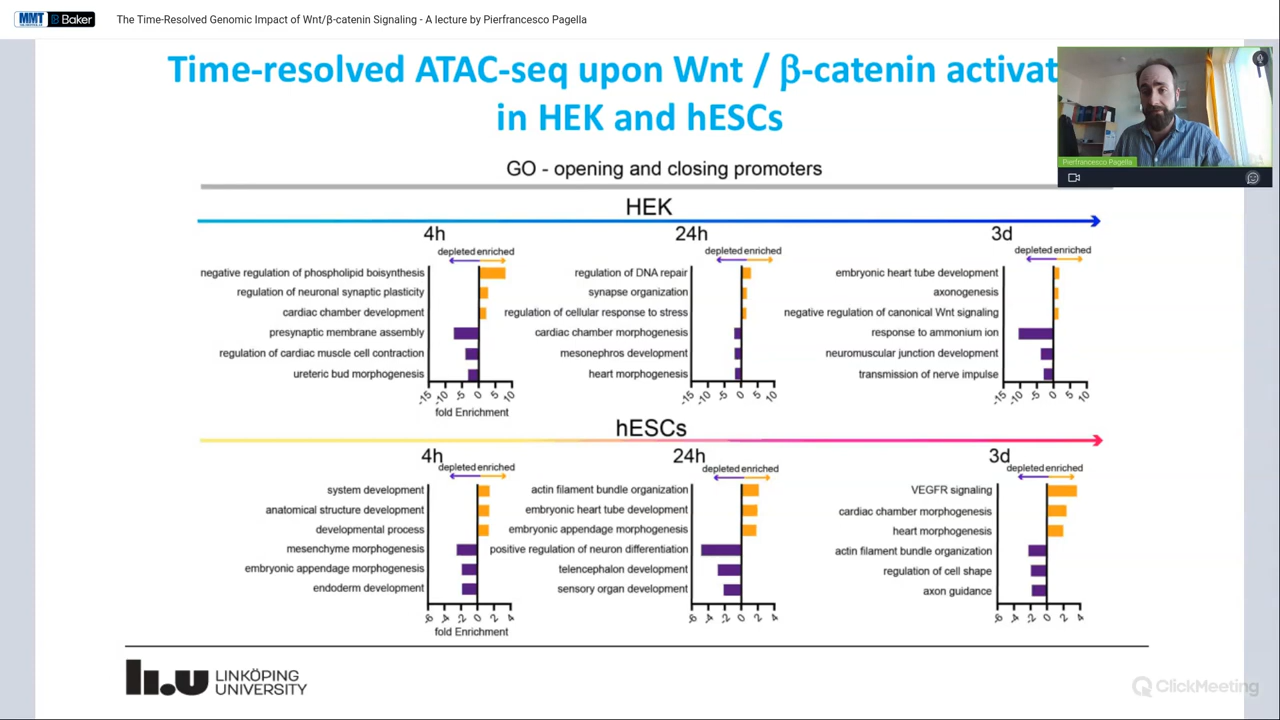 MMT Baker The Time-Resolved Genomic Impact of Wnt/β-catenin Signaling - A lecture by Pierfrancesco Pagella
Time-resolved ATAC-seq upon Wnt / β-catenin activat
in HEK and hESCs
Pierfrancesco Pagella
GO - opening and closing promoters
HEK
4h 24h 3d
depleted enriched depleted enriched depleted enriched
negative regulation of phospholipid boisynthesis regulation of DNA repair embryonic heart tube development
regulation of neuronal synaptic plasticity synapse organization axonogenesis
cardiac chamber development regulation of cellular response to stress negative regulation of canonical Wnt signaling
presynaptic membrane assembly cardiac chamber morphogenesis response to ammonium ion
regulation of cardiac muscle cell contraction mesonephros development neuromuscular junction development
ureteric bud morphogenesis heart morphogenesis transmission of nerve impulse
-15 -10 -5 0 5 10 -15 -10 -5 0 5 10 -15 -10 -5 0 5 10
fold Enrichment
hESCs
4h 24h 3d
depleted enriched depleted enriched depleted enriched
system development actin filament bundle organization VEGFR signaling
anatomical structure development embryonic heart tube development cardiac chamber morphogenesis
developmental process embryonic appendage morphogenesis heart morphogenesis
mesenchyme morphogenesis positive regulation of neuron differentiation actin filament bundle organization
embryonic appendage morphogenesis telencephalon development regulation of cell shape
endoderm development sensory organ development axon guidance
-6 -4 -2 0 2 4 -6 -4 -2 0 2 4 -6 -4 -2 0 2 4
fold Enrichment
li.u LINKÖPING
UNIVERSITY
ClickMeeting